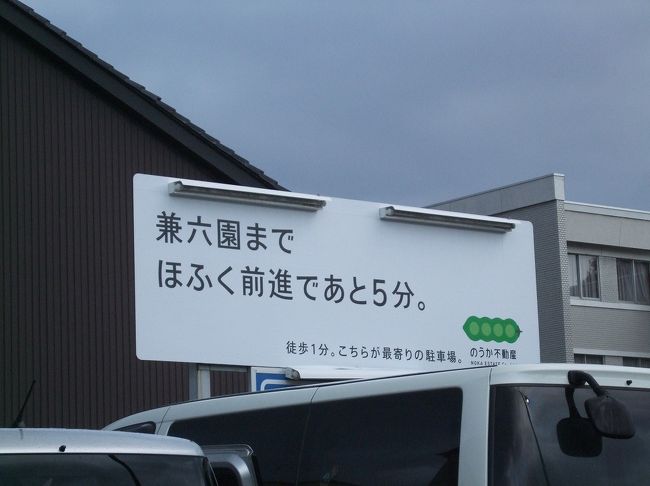 兼六園まで
ほふく前進であと5分。
徒歩1分。こちらが最寄りの駐車場。
のうか不動産